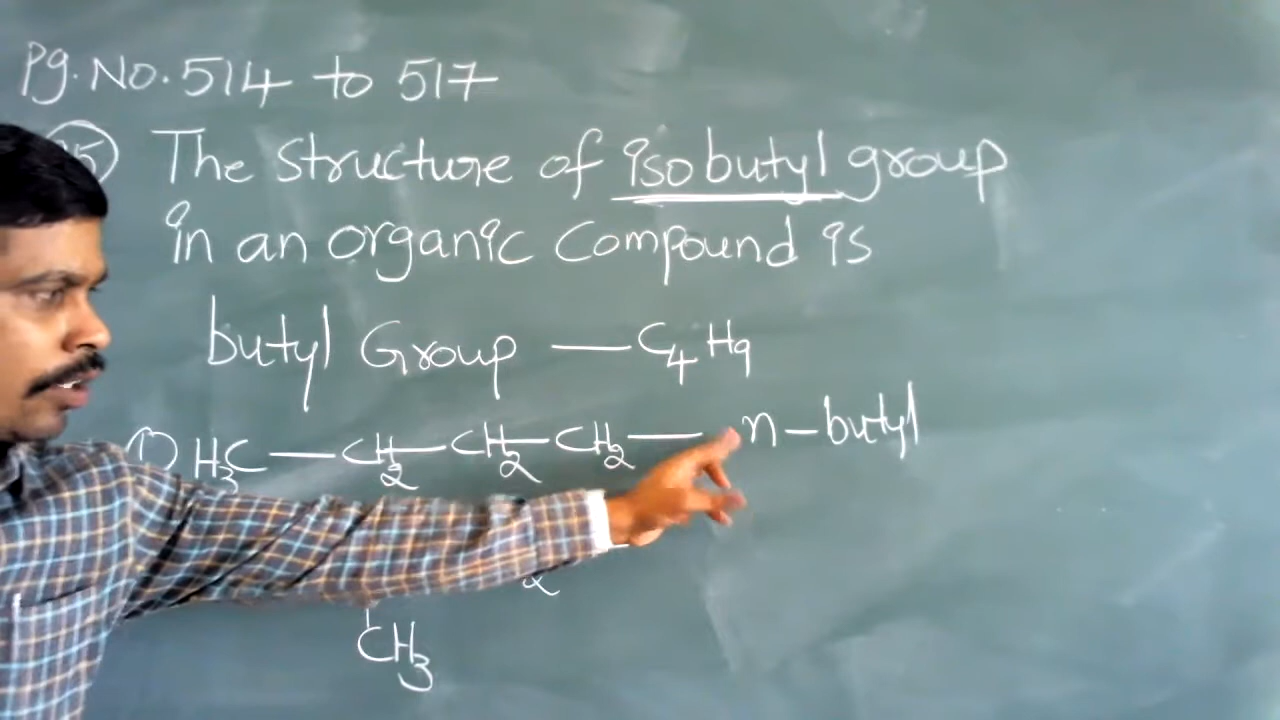 Pg. No. 514 to 517
The structure of isobutyl group
in an organic compound is
butyl Group — C4H9
1) H3C — CH2 — CH2 — CH2 — n - butyl
2
CH3